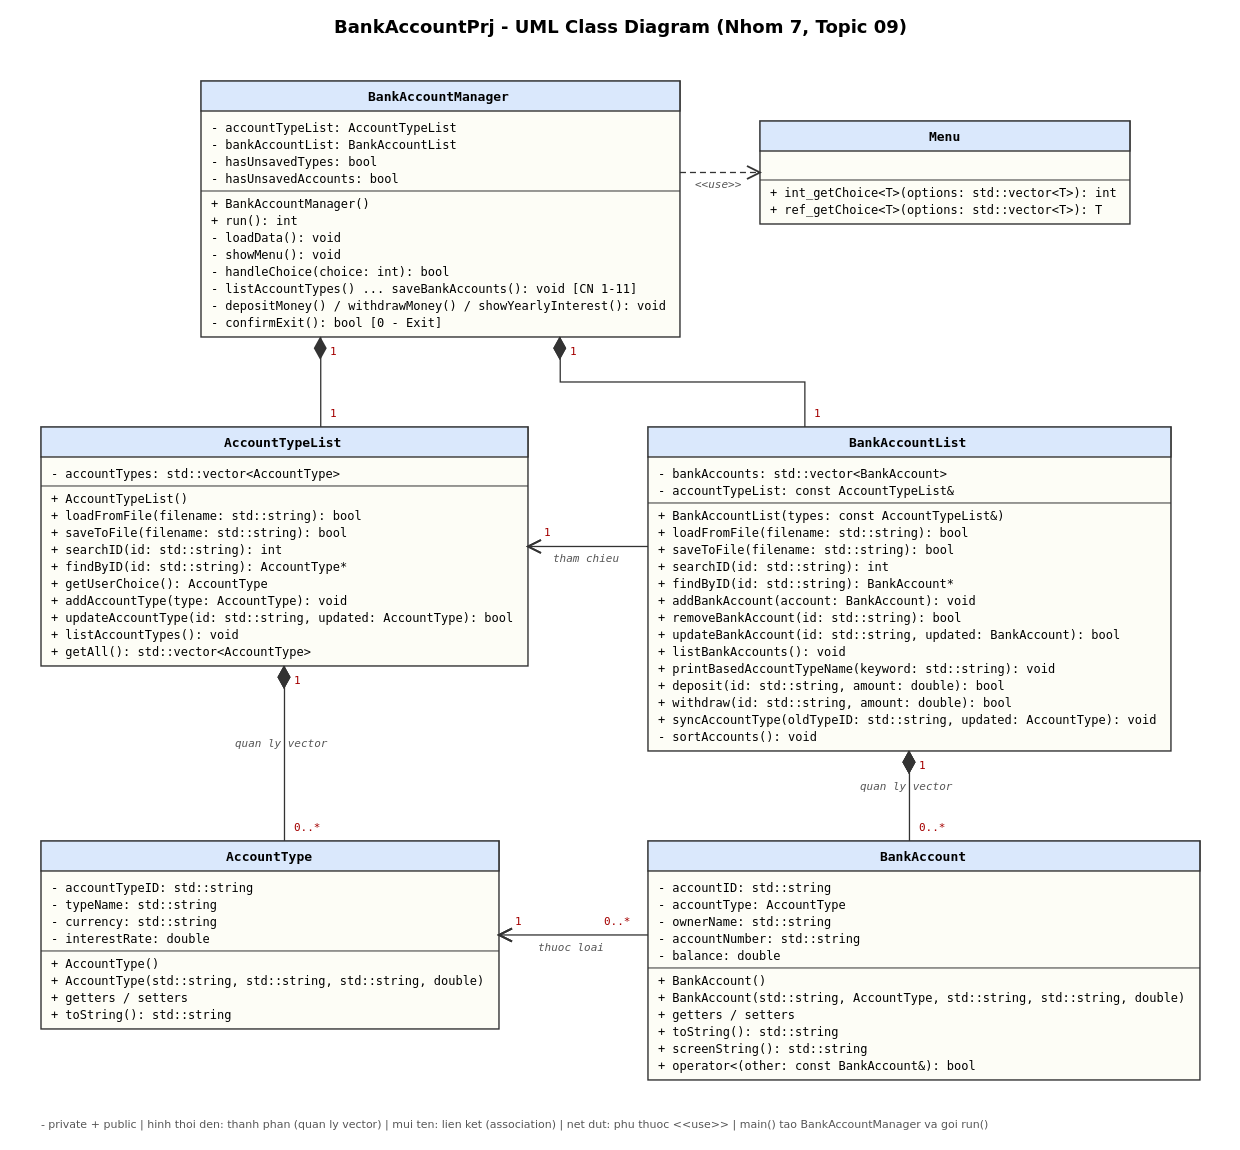 BankAccountPrj - UML Class Diagram (Nhom 7, Topic 09)
BankAccountManager
- accountTypeList: AccountTypeList
- bankAccountList: BankAccountList
- hasUnsavedTypes: bool
- hasUnsavedAccounts: bool
+ BankAccountManager()
+ run(): int
- loadData(): void
- showMenu(): void
- handleChoice(choice: int): bool
- listAccountTypes() ... saveBankAccounts(): void [CN 1-11]
- depositMoney() / withdrawMoney() / showYearlyInterest(): void
- confirmExit(): bool [0 - Exit]
<<use>>
Menu
+ int_getChoice<T>(options: std::vector<T>): int
+ ref_getChoice<T>(options: std::vector<T>): T
1
1
1
1
AccountTypeList
- accountTypes: std::vector<AccountType>
+ AccountTypeList()
+ loadFromFile(filename: std::string): bool
+ saveToFile(filename: std::string): bool
+ searchID(id: std::string): int
+ findByID(id: std::string): AccountType*
+ getUserChoice(): AccountType
+ addAccountType(type: AccountType): void
+ updateAccountType(id: std::string, updated: AccountType): bool
+ listAccountTypes(): void
+ getAll(): std::vector<AccountType>
1
tham chieu
BankAccountList
- bankAccounts: std::vector<BankAccount>
- accountTypeList: const AccountTypeList&
+ BankAccountList(types: const AccountTypeList&)
+ loadFromFile(filename: std::string): bool
+ saveToFile(filename: std::string): bool
+ searchID(id: std::string): int
+ findByID(id: std::string): BankAccount*
+ addBankAccount(account: BankAccount): void
+ removeBankAccount(id: std::string): bool
+ updateBankAccount(id: std::string, updated: BankAccount): bool
+ listBankAccounts(): void
+ printBasedAccountTypeName(keyword: std::string): void
+ deposit(id: std::string, amount: double): bool
+ withdraw(id: std::string, amount: double): bool
+ syncAccountType(oldTypeID: std::string, updated: AccountType): void
- sortAccounts(): void
1
quan ly vector
0..*
1
quan ly vector
0..*
AccountType
- accountTypeID: std::string
- typeName: std::string
- currency: std::string
- interestRate: double
+ AccountType()
+ AccountType(std::string, std::string, std::string, double)
+ getters / setters
+ toString(): std::string
1
0..*
thuoc loai
BankAccount
- accountID: std::string
- accountType: AccountType
- ownerName: std::string
- accountNumber: std::string
- balance: double
+ BankAccount()
+ BankAccount(std::string, AccountType, std::string, std::string, double)
+ getters / setters
+ toString(): std::string
+ screenString(): std::string
+ operator<(other: const BankAccount&): bool
- private + public | hinh thoi den: thanh phan (quan ly vector) | mui ten: lien ket (association) | net dut: phu thuoc <<use>> | main() tao BankAccountManager va goi run()